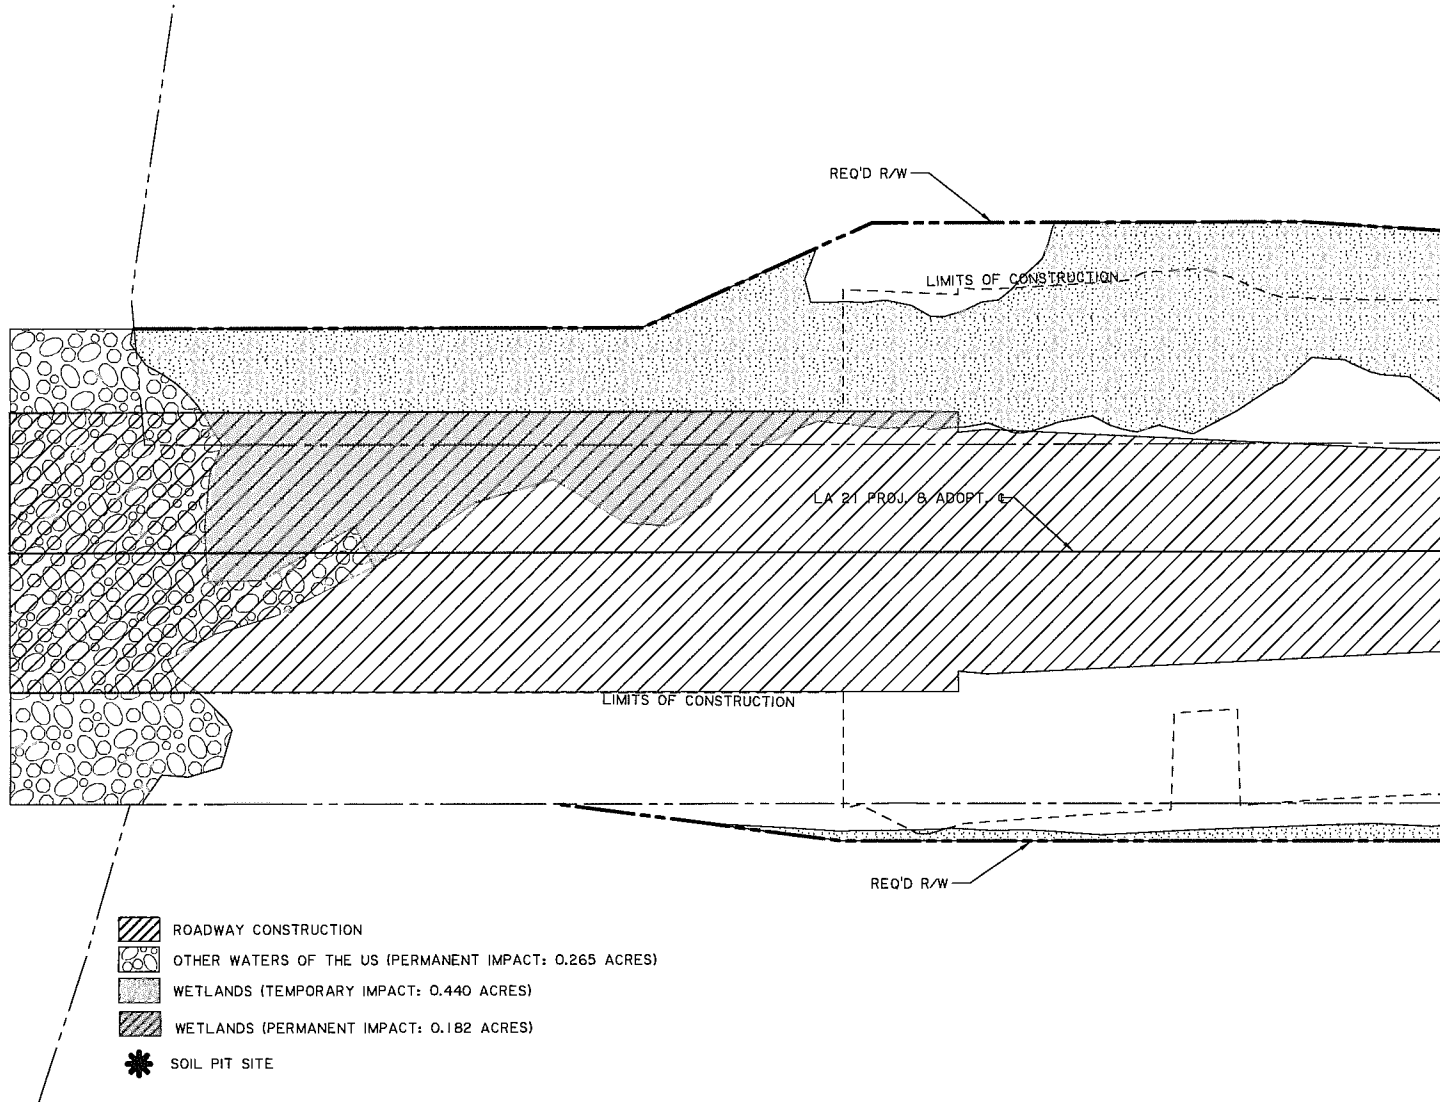 REQ'D R/W
LIMITS OF CONSTRUCTION
LA 21 PROJ. & ADOPT. ℄
LIMITS OF CONSTRUCTION
REQ'D R/W
ROADWAY CONSTRUCTION
OTHER WATERS OF THE US (PERMANENT IMPACT: 0.265 ACRES)
WETLANDS (TEMPORARY IMPACT: 0.440 ACRES)
WETLANDS (PERMANENT IMPACT: 0.182 ACRES)
SOIL PIT SITE